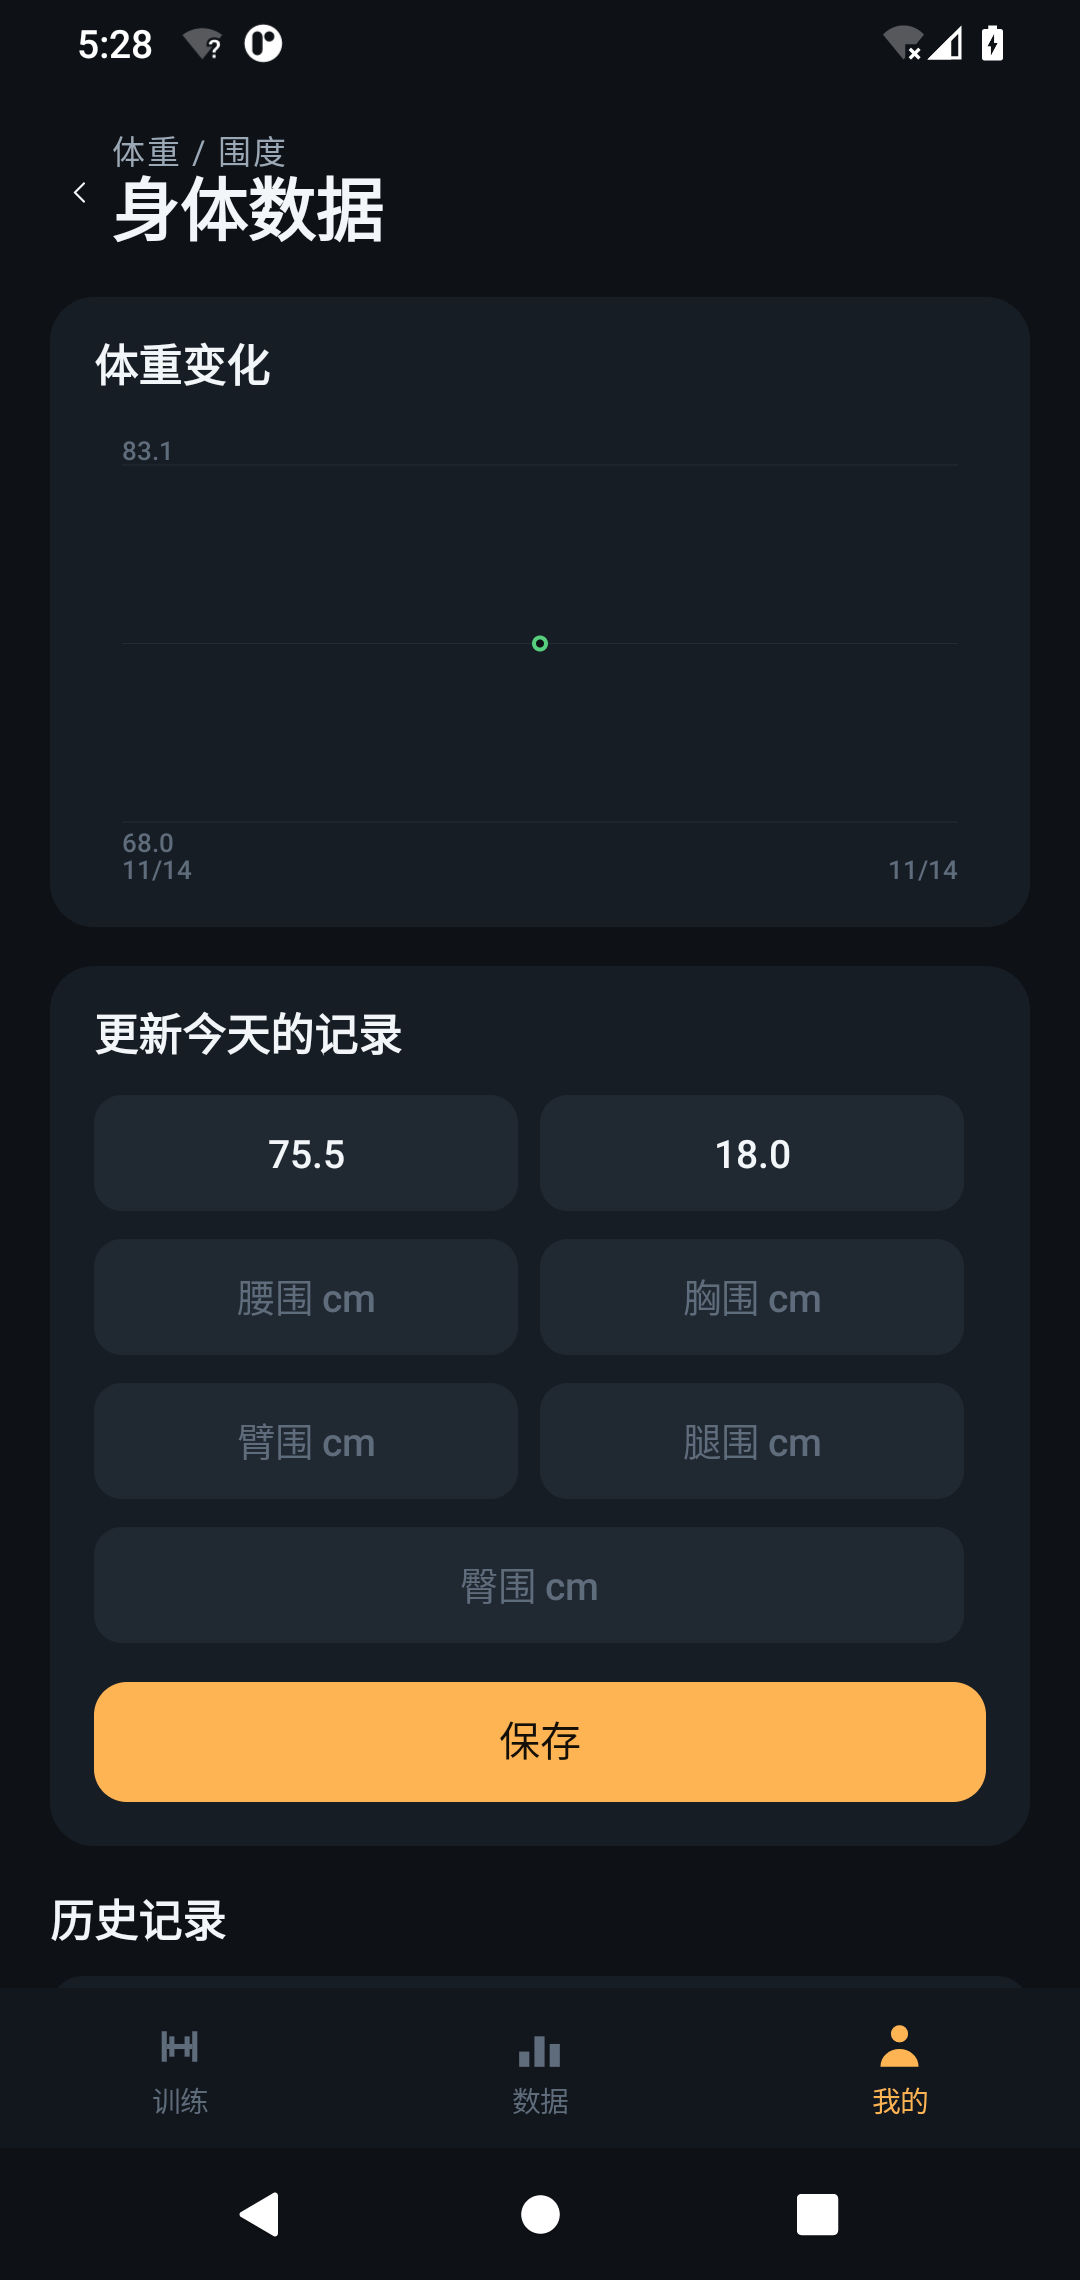 5:28
体重 / 围度
身体数据
体重变化
83.1
68.0
11/14 11/14
更新今天的记录
75.5 18.0
腰围 cm 胸围 cm
臂围 cm 腿围 cm
臀围 cm
保存
历史记录
训练 数据 我的